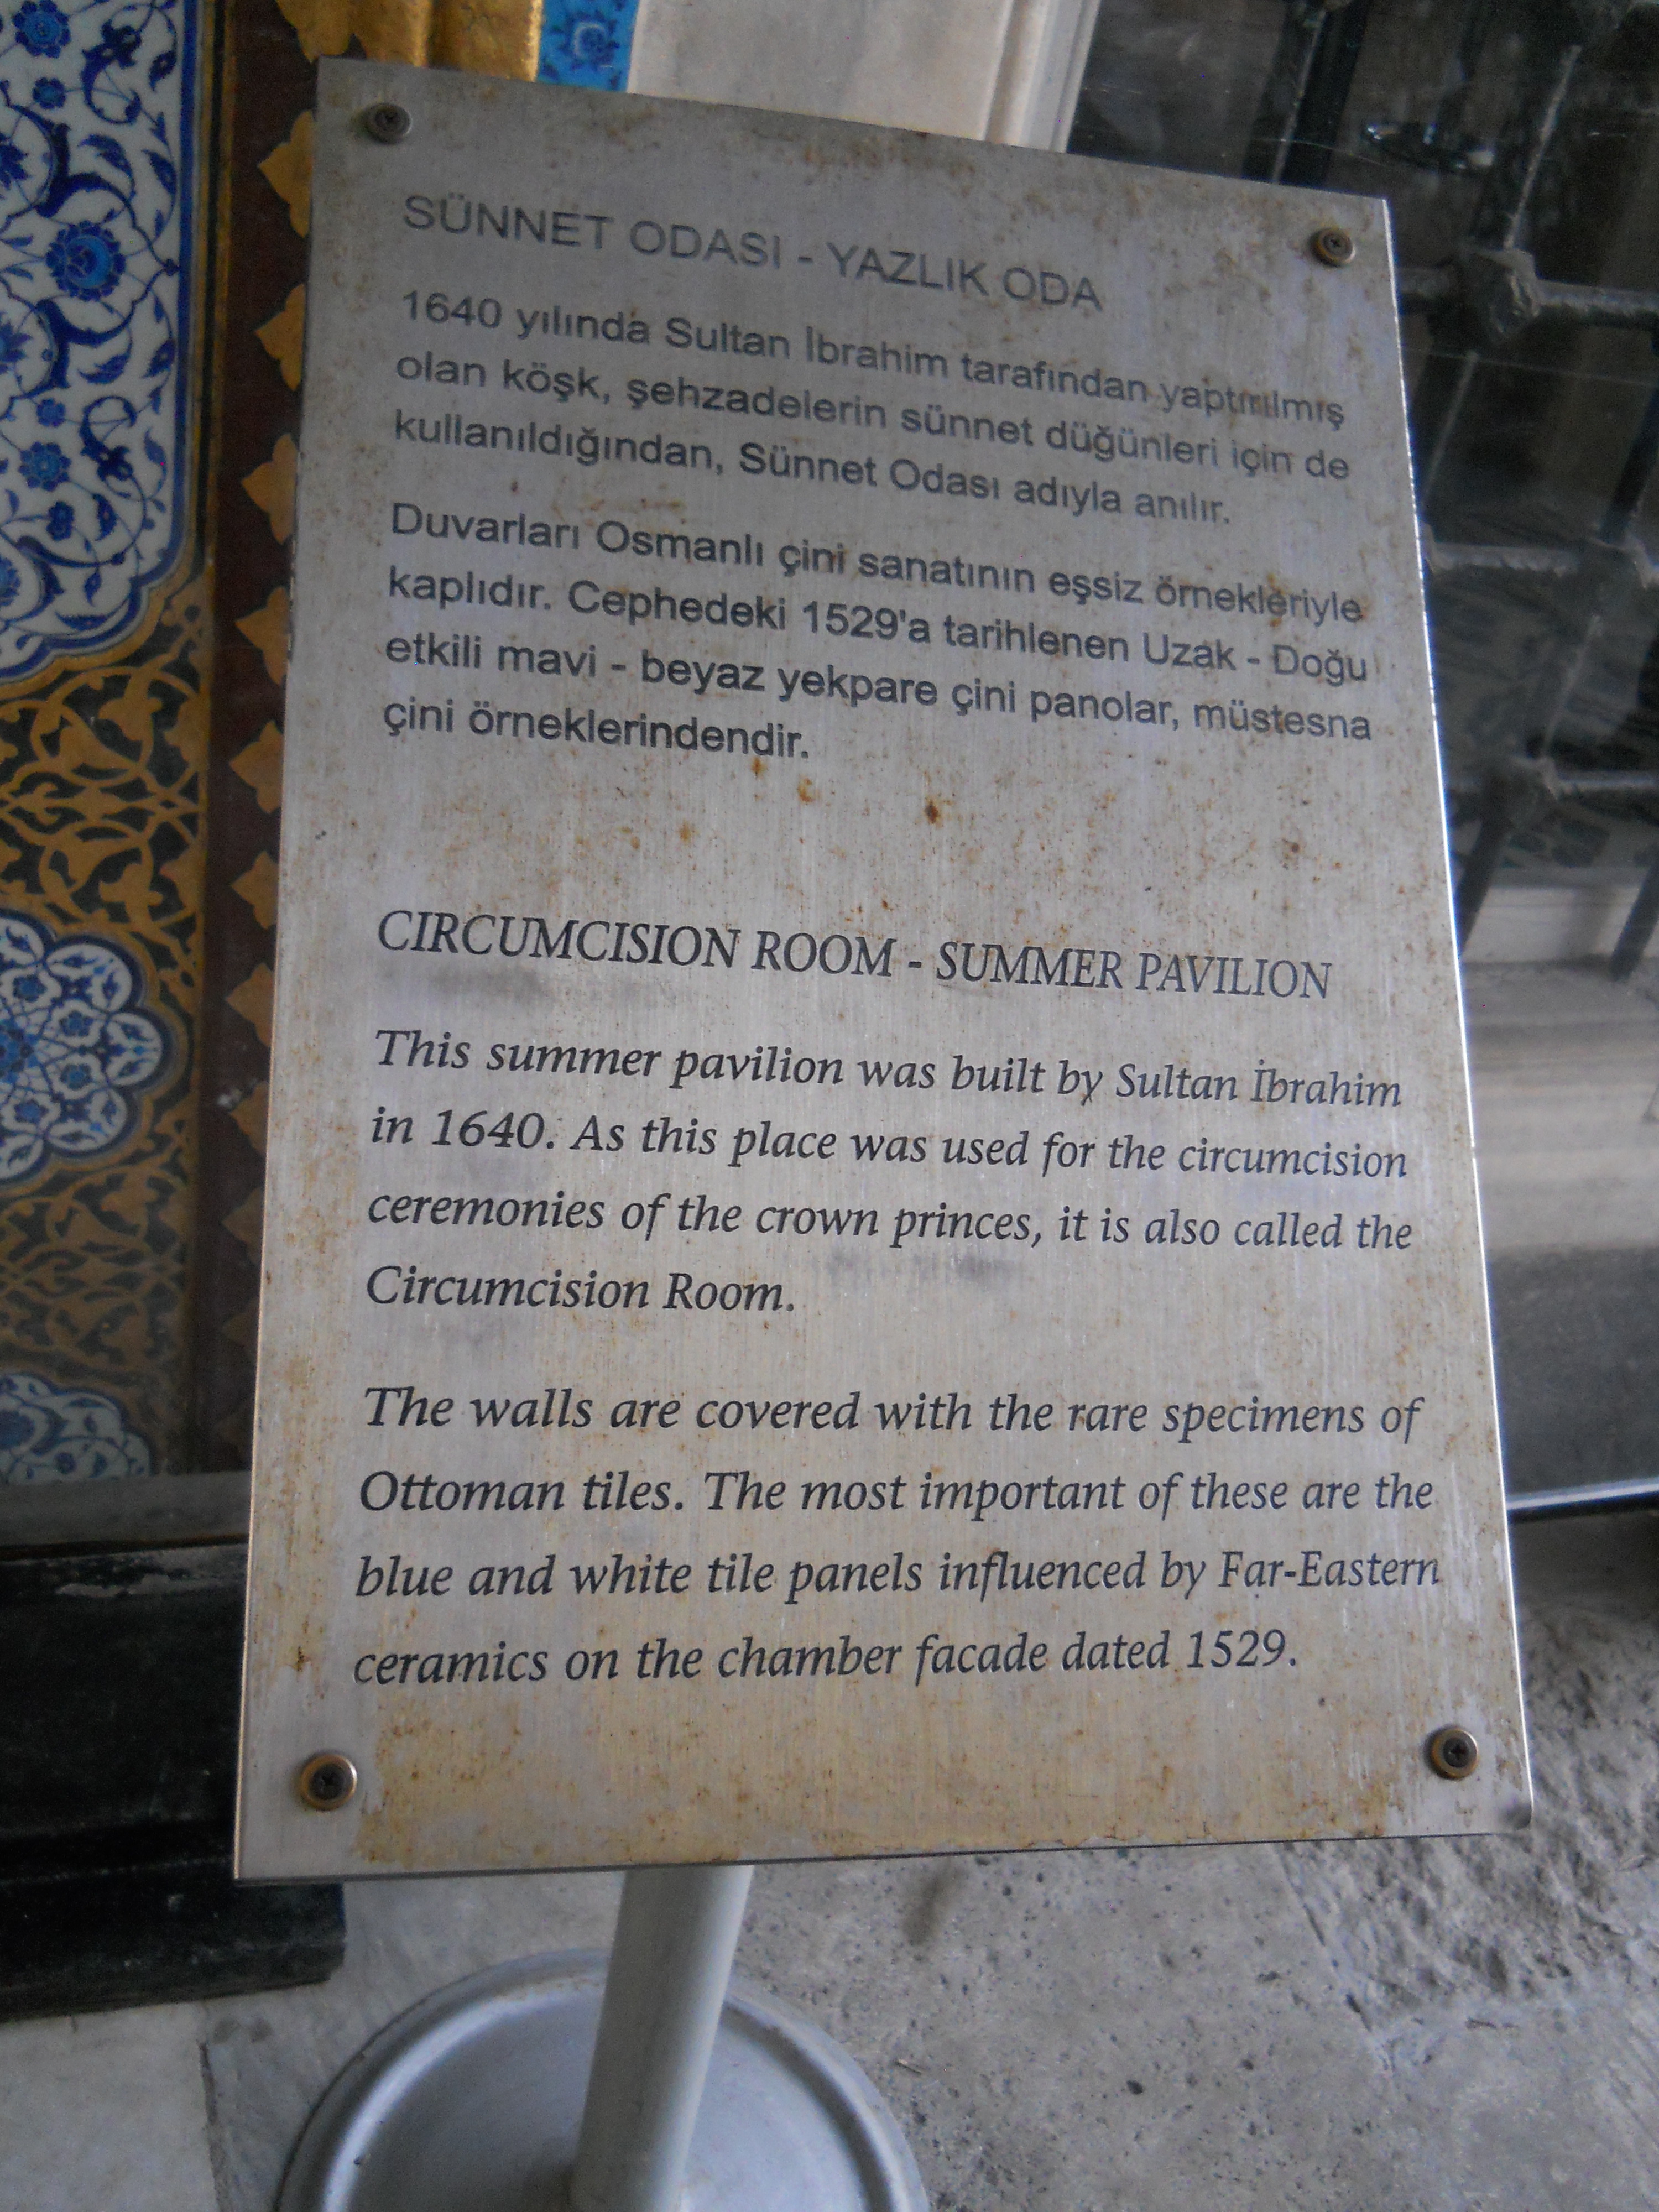 SÜNNET ODASI - YAZLIK ODA
1640 yılında Sultan İbrahim tarafından yaptırılmış
olan köşk, şehzadelerin sünnet düğünleri için de
kullanıldığından, Sünnet Odası adıyla anılır.
Duvarları Osmanlı çini sanatının eşsiz örnekleriyle
kaplıdır. Cephedeki 1529'a tarihlenen Uzak - Doğu
etkili mavi - beyaz yekpare çini panolar, müstesna
çini örneklerindendir.
CIRCUMCISION ROOM - SUMMER PAVILION
This summer pavilion was built by Sultan İbrahim
in 1640. As this place was used for the circumcision
ceremonies of the crown princes, it is also called the
Circumcision Room.
The walls are covered with the rare specimens of
Ottoman tiles. The most important of these are the
blue and white tile panels influenced by Far-Eastern
ceramics on the chamber facade dated 1529.